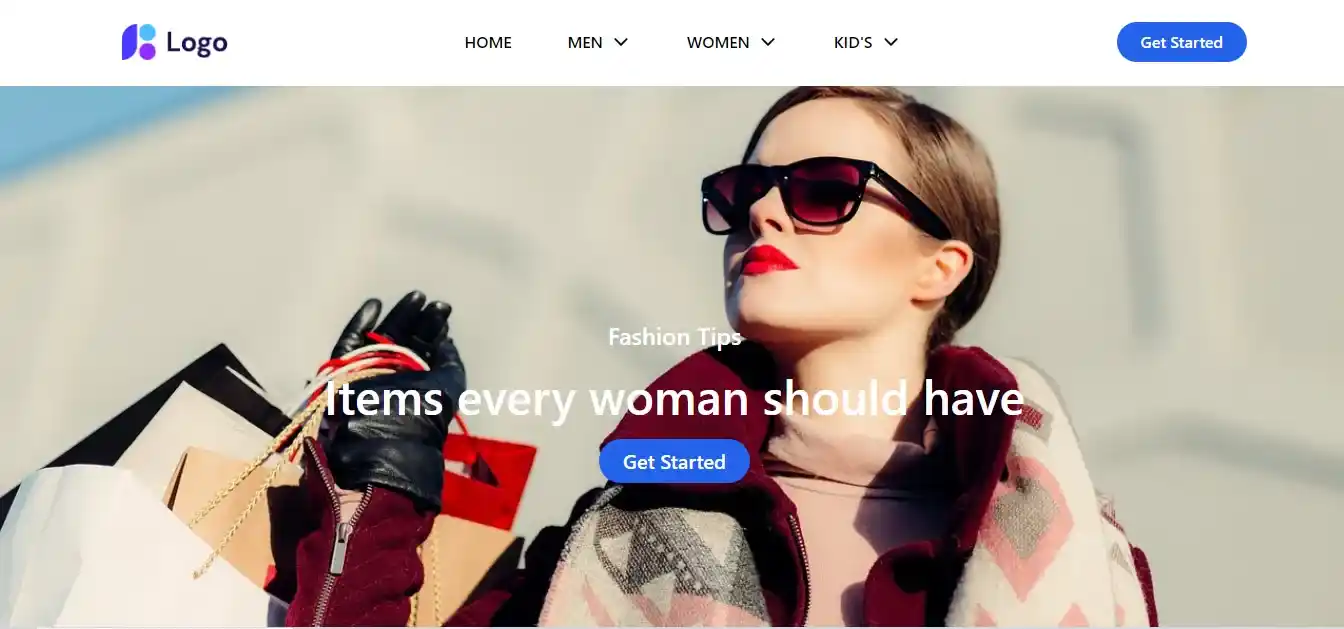 Logo
HOME
MEN
WOMEN
KID'S
Get Started
Fashion Tips
Items every woman should have
Get Started